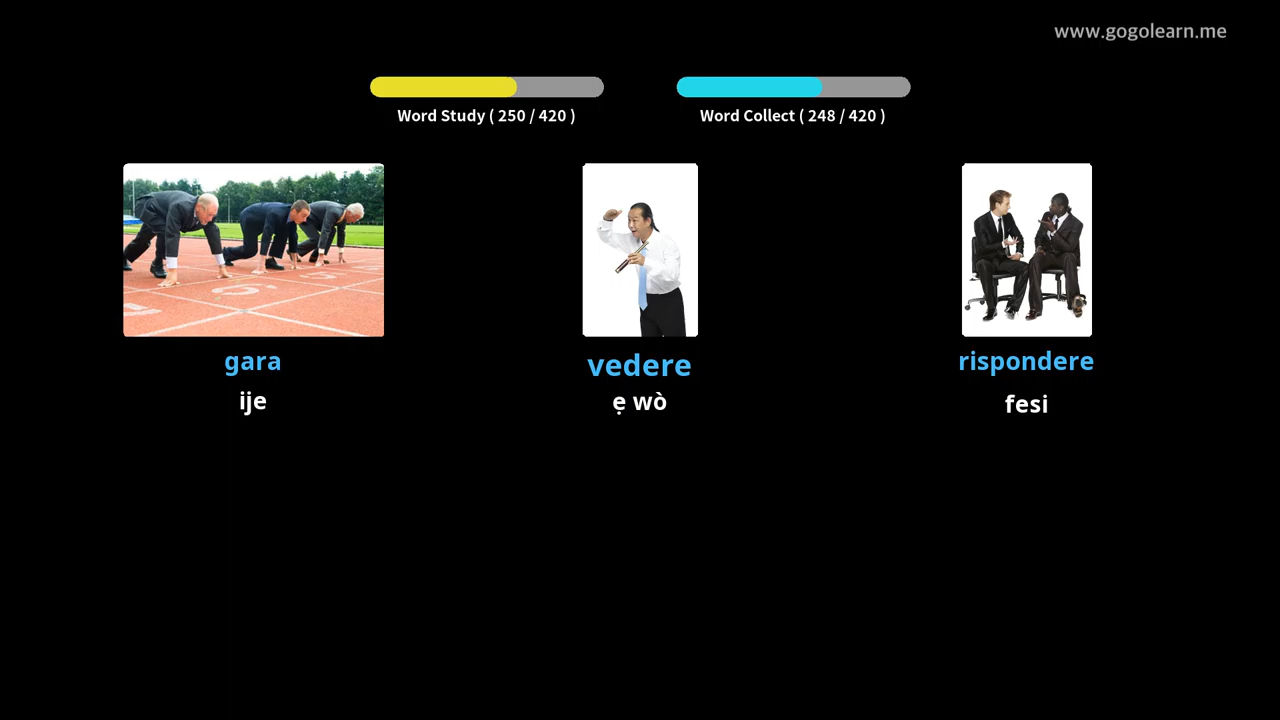 www.gogolearn.me
Word Study ( 250 / 420 )
Word Collect ( 248 / 420 )
gara
vedere
rispondere
ije
ẹ wò
fesi